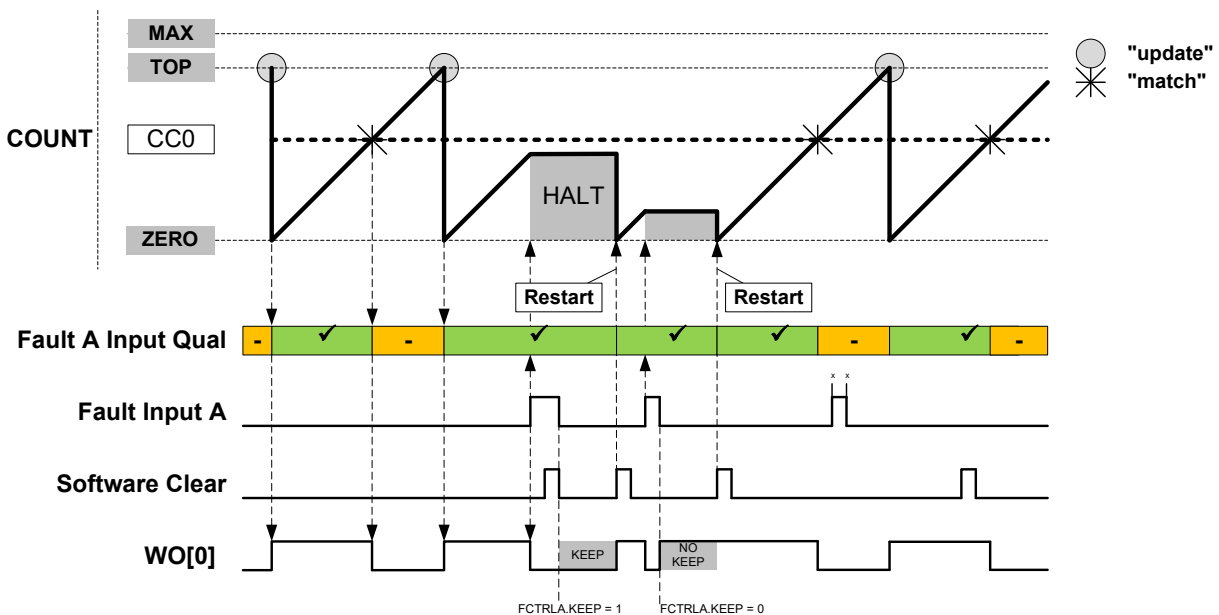 MAX
TOP
"update"
"match"
COUNT
CC0
HALT
ZERO
Restart
Restart
Fault A Input Qual
- ✓ - ✓ ✓ ✓ - ✓ -
x x
Fault Input A
Software Clear
WO[0]
KEEP
NO
KEEP
FCTRLA.KEEP = 1
FCTRLA.KEEP = 0